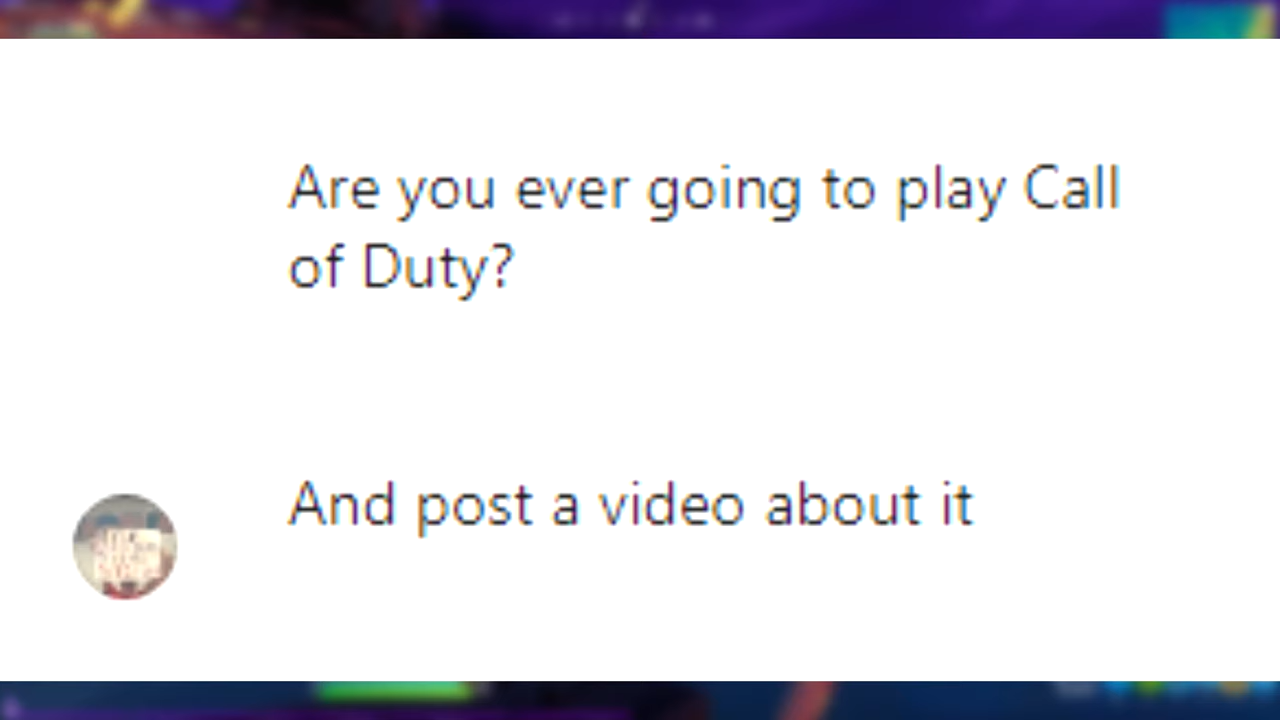 Are you ever going to play Call
of Duty?
And post a video about it